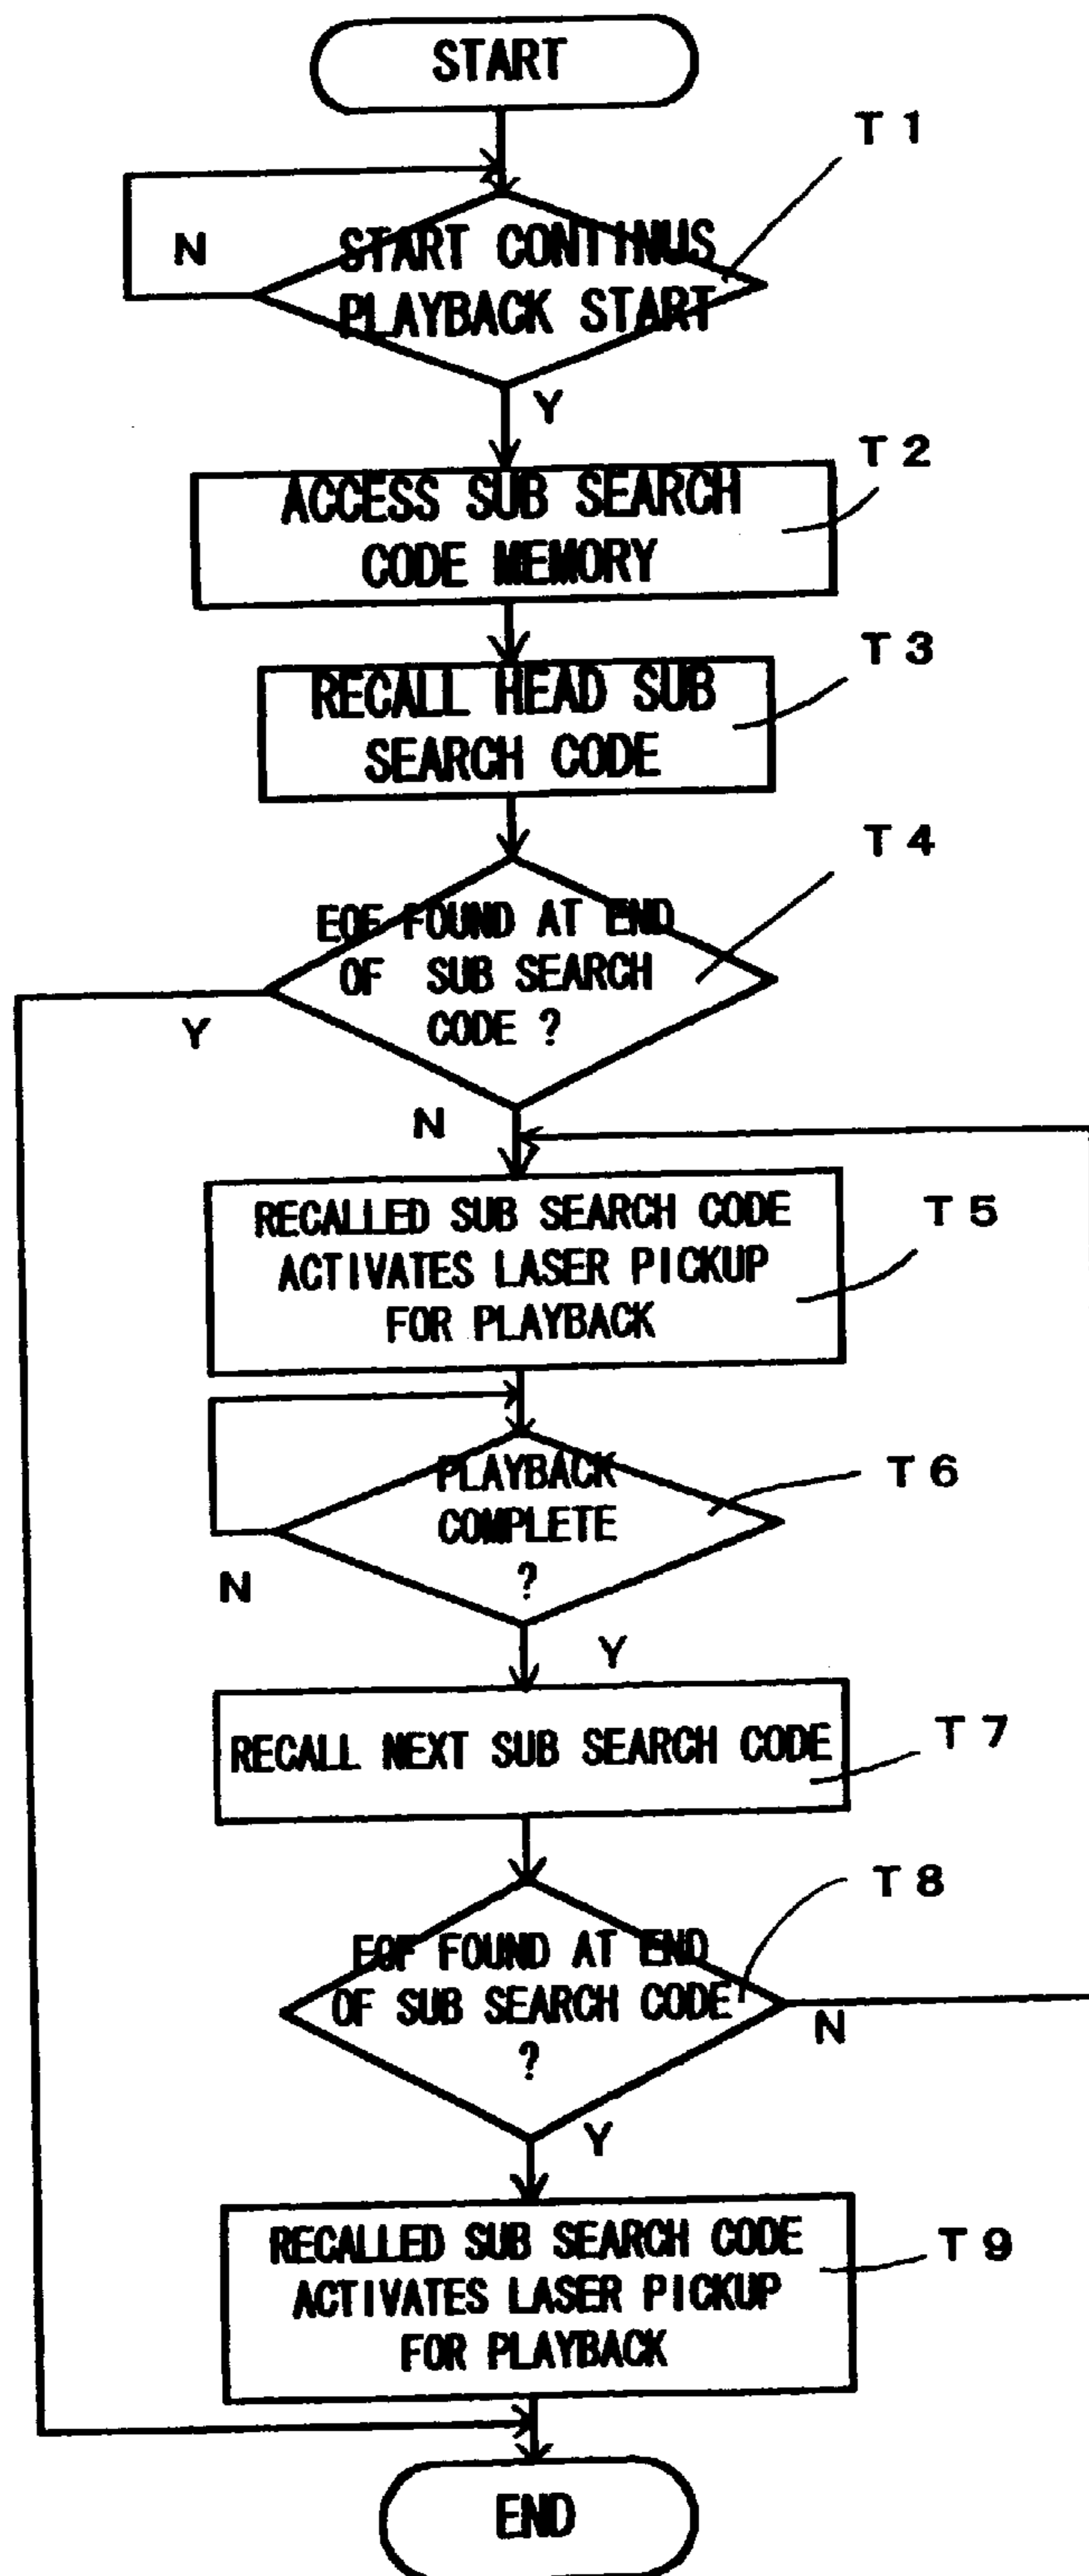 START
T 1
N
START CONTINUS
PLAYBACK START
Y
T 2
ACCESS SUB SEARCH
CODE MEMORY
T 3
RECALL HEAD SUB
SEARCH CODE
T 4
EOF FOUND AT END
OF SUB SEARCH
CODE ?
Y
N
T 5
RECALLED SUB SEARCH CODE
ACTIVATES LASER PICKUP
FOR PLAYBACK
T 6
PLAYBACK
COMPLETE
?
N
Y
T 7
RECALL NEXT SUB SEARCH CODE
T 8
EOF FOUND AT END
OF SUB SEARCH CODE
?
N
Y
T 9
RECALLED SUB SEARCH CODE
ACTIVATES LASER PICKUP
FOR PLAYBACK
END